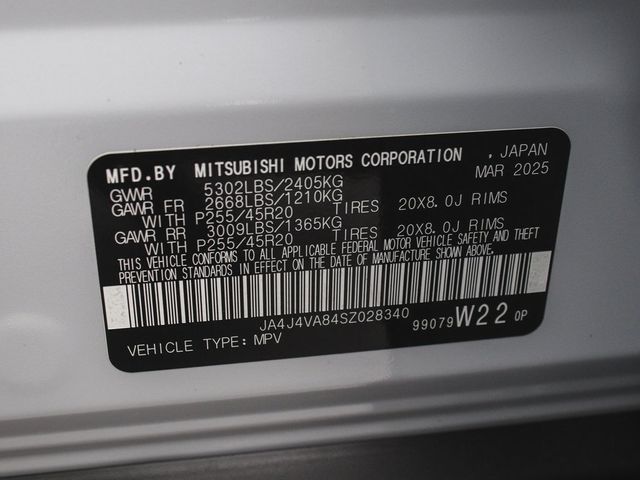 MFD.BY MITSUBISHI MOTORS CORPORATION , JAPAN
GVWR 5302LBS/2405KG MAR 2025
GAWR FR 2668LBS/1210KG
WITH P255/45R20 TIRES 20X8.0J RIMS
GAWR RR 3009LBS/1365KG
WITH P255/45R20 TIRES 20X8.0J RIMS
THIS VEHICLE CONFORMS TO ALL APPLICABLE FEDERAL MOTOR VEHICLE SAFETY AND THEFT
PREVENTION STANDARDS IN EFFECT ON THE DATE OF MANUFACTURE SHOWN ABOVE.
JA4J4VA84SZ028340
VEHICLE TYPE:MPV 99079 W22 0P